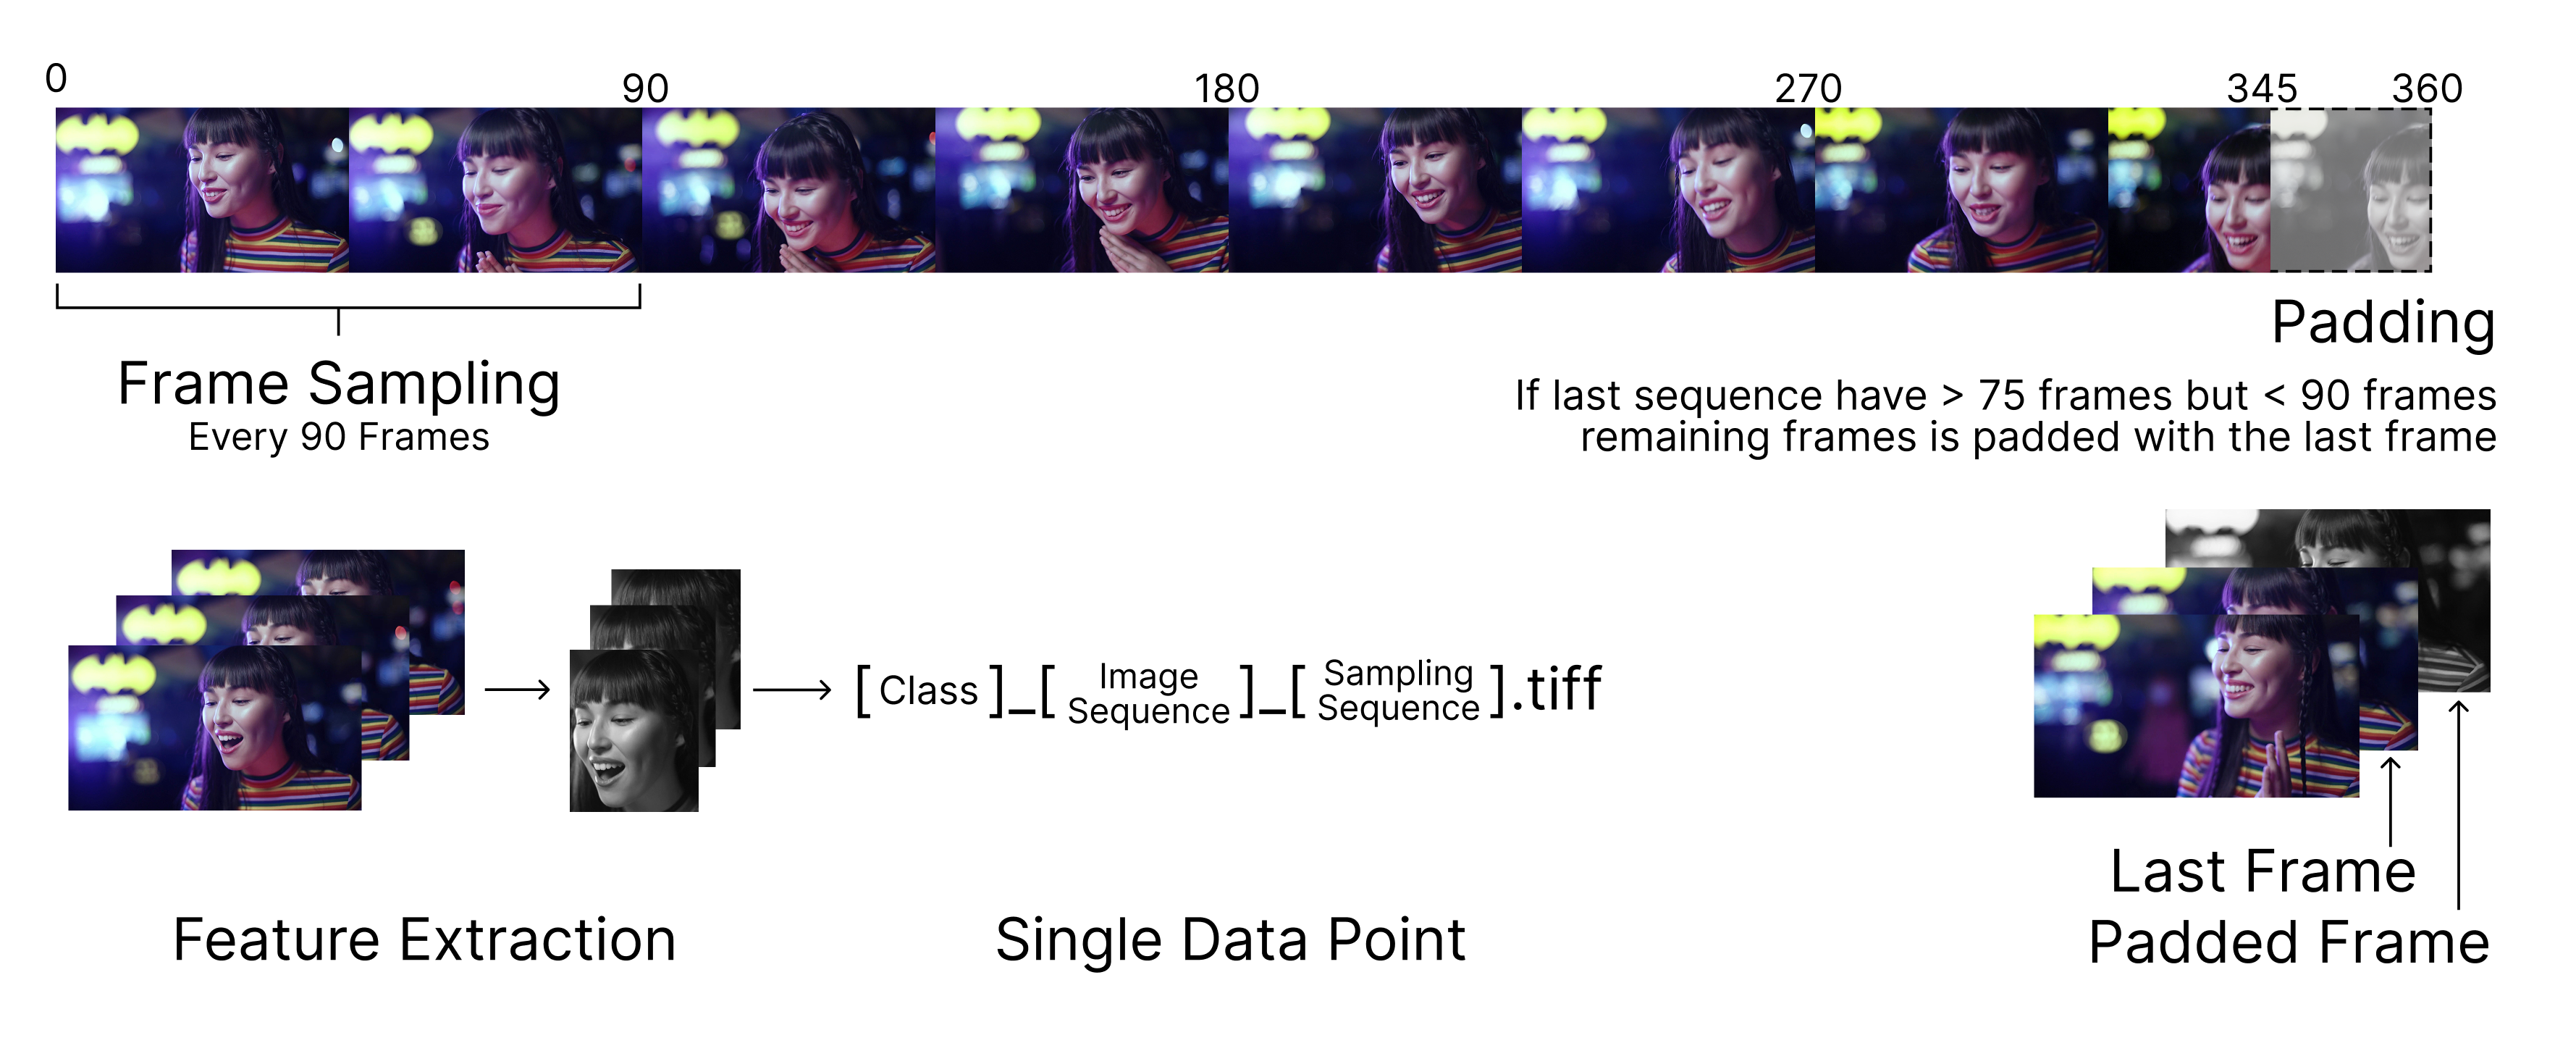 0
90
180
270
345
360
Frame Sampling
Every 90 Frames
Padding
If last sequence have > 75 frames but < 90 frames
remaining frames is padded with the last frame
[Class]_[Image Sequence]_[Sampling Sequence].tiff
Last Frame
Padded Frame
Feature Extraction
Single Data Point